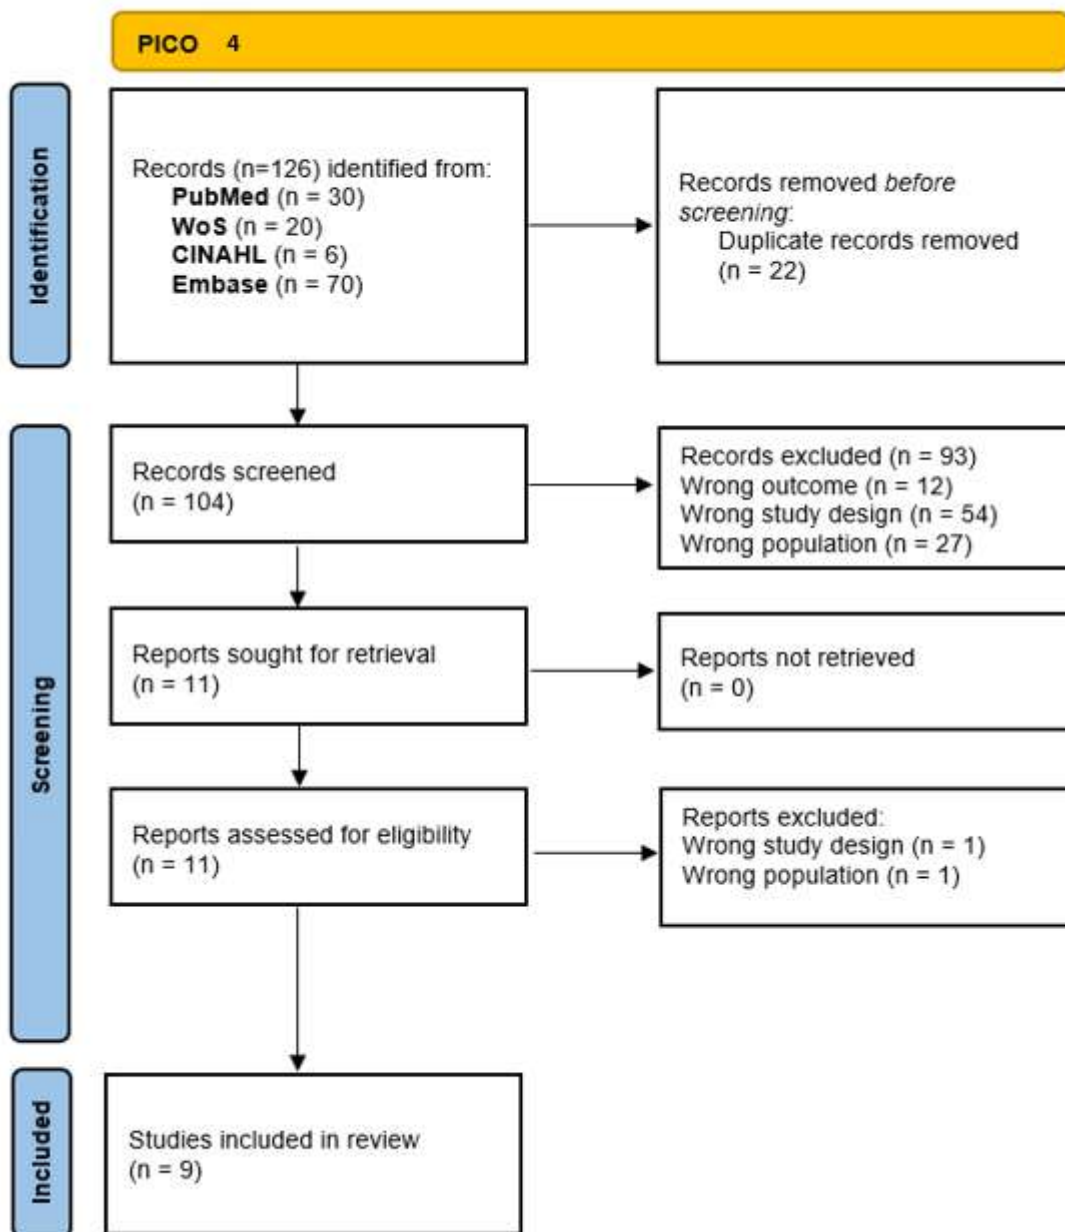 PICO 4
Identification
Records (n=126) identified from:
PubMed (n = 30)
WoS (n = 20)
CINAHL (n = 6)
Embase (n = 70)
Records removed before
screening:
Duplicate records removed
(n = 22)
Screening
Records screened
(n = 104)
Records excluded (n = 93)
Wrong outcome (n = 12)
Wrong study design (n = 54)
Wrong population (n = 27)
Reports sought for retrieval
(n = 11)
Reports not retrieved
(n = 0)
Reports assessed for eligibility
(n = 11)
Reports excluded:
Wrong study design (n = 1)
Wrong population (n = 1)
Included
Studies included in review
(n = 9)